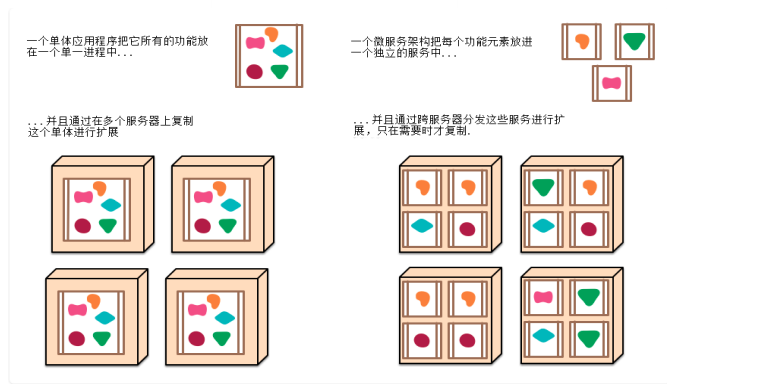 一个单体应用程序把它所有的功能放
在一个单一进程中...
一个微服务架构把每个功能元素放进
一个独立的服务中...
...并且通过在多个服务器上复制
这个单体进行扩展
...并且通过跨服务器分发这些服务进行扩
展，只在需要时才复制.